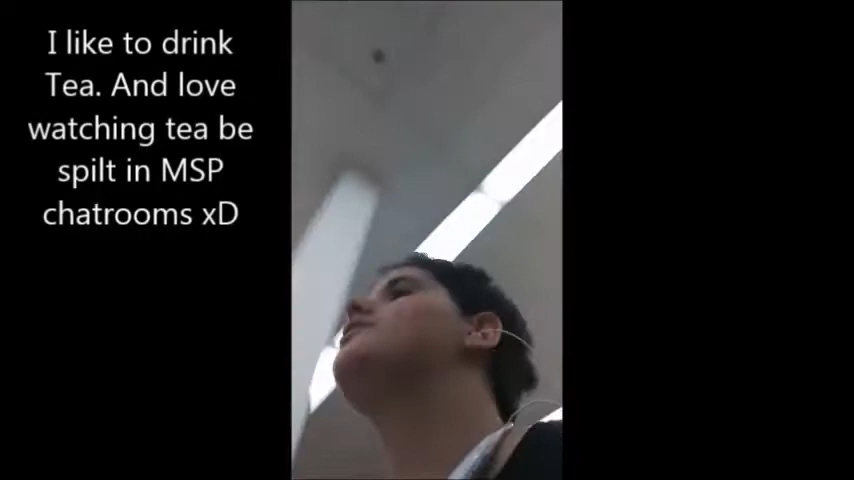 I like to drink
Tea. And love
watching tea be
spilt in MSP
chatrooms xD